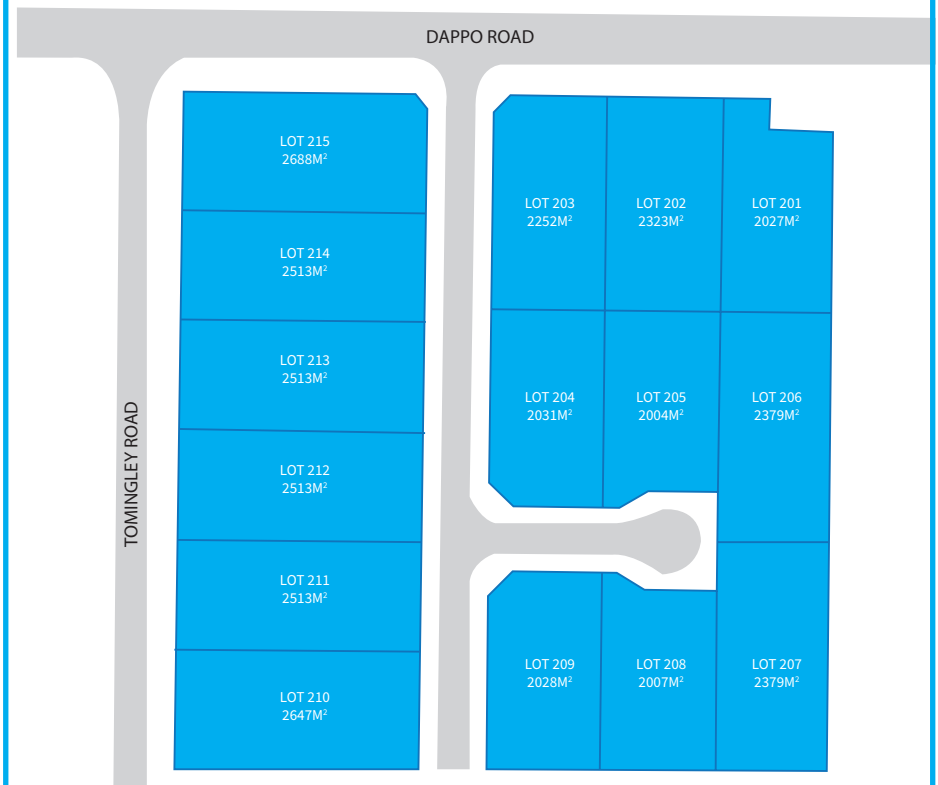 DAPPO ROAD
TOMINGLEY ROAD
LOT 215
2688M²
LOT 214
2513M²
LOT 213
2513M²
LOT 212
2513M²
LOT 211
2513M²
LOT 210
2647M²
LOT 203
2252M²
LOT 202
2323M²
LOT 201
2027M²
LOT 204
2031M²
LOT 205
2004M²
LOT 206
2379M²
LOT 209
2028M²
LOT 208
2007M²
LOT 207
2379M²